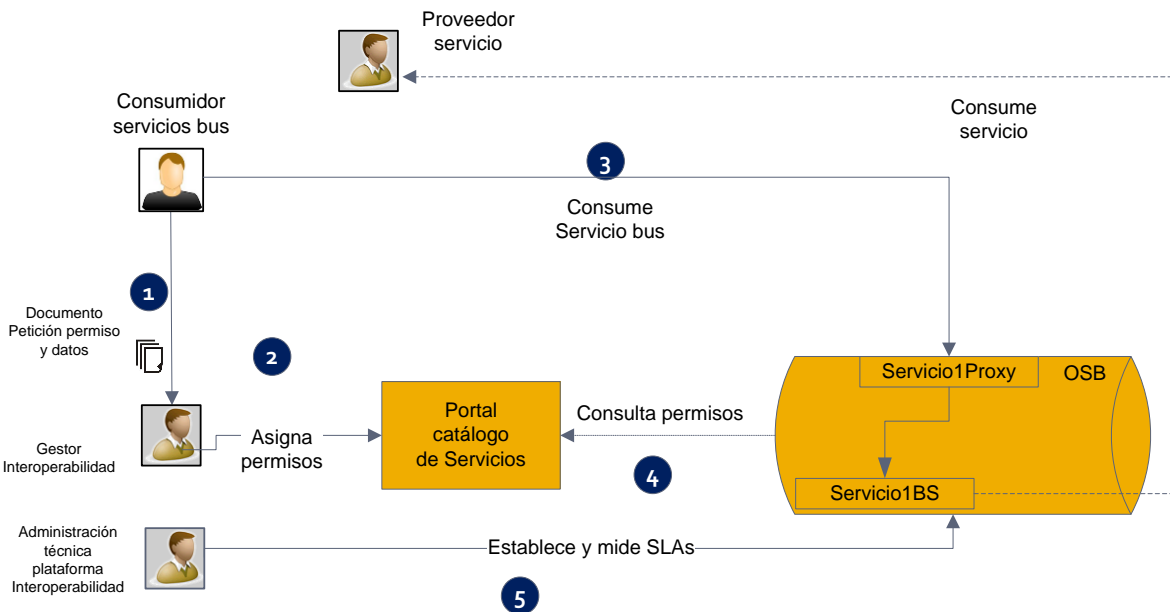 Proveedor
servicio
Consumidor
servicios bus
Consume
servicio
3
Consume
Servicio bus
1
Documento
Petición permiso
y datos
2
Servicio1Proxy
OSB
Portal
catálogo
de Servicios
Consulta permisos
Asigna
permisos
Gestor
Interoperabilidad
4
Servicio1BS
Administración
técnica
plataforma
Interoperabilidad
Establece y mide SLAs
5